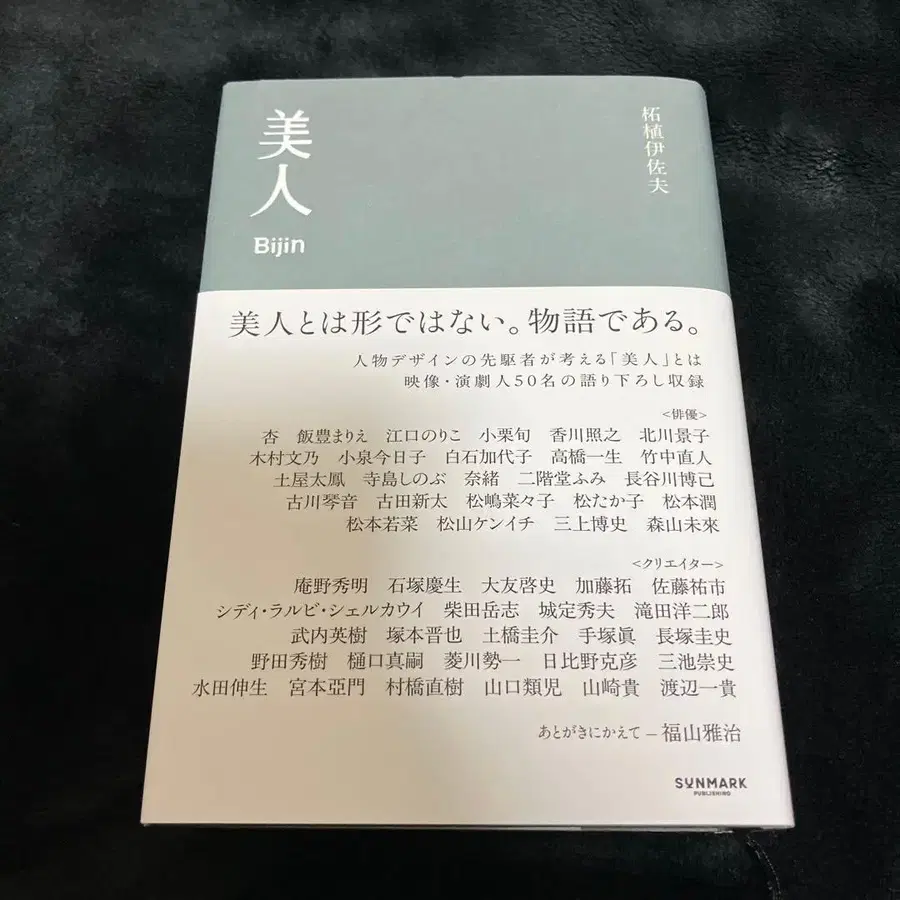 美人
Bijin
柘植伊佐夫
美人とは形ではない。物語である。
人物デザインの先駆者が考える「美人」とは
映像・演劇人50名の語り下ろし収録
<俳優>
杏 飯豊まりえ 江口のりこ 小栗旬 香川照之 北川景子
木村文乃 小泉今日子 白石加代子 高橋一生 竹中直人
土屋太鳳 寺島しのぶ 奈緒 二階堂ふみ 長谷川博己
古川琴音 古田新太 松嶋菜々子 松たか子 松本潤
松本若菜 松山ケンイチ 三上博史 森山未來
<クリエイター>
庵野秀明 石塚慶生 大友啓史 加藤拓 佐藤祐市
シディ・ラルビ・シェルカウイ 柴田岳志 城定秀夫 滝田洋二郎
武内英樹 塚本晋也 土橋圭介 手塚眞 長塚圭史
野田秀樹 樋口真嗣 菱川勢一 日比野克彦 三池崇史
水田伸生 宮本亞門 村橋直樹 山口類児 山崎貴 渡辺一貴
あとがきにかえて — 福山雅治
SUNMARK
PUBLISHING